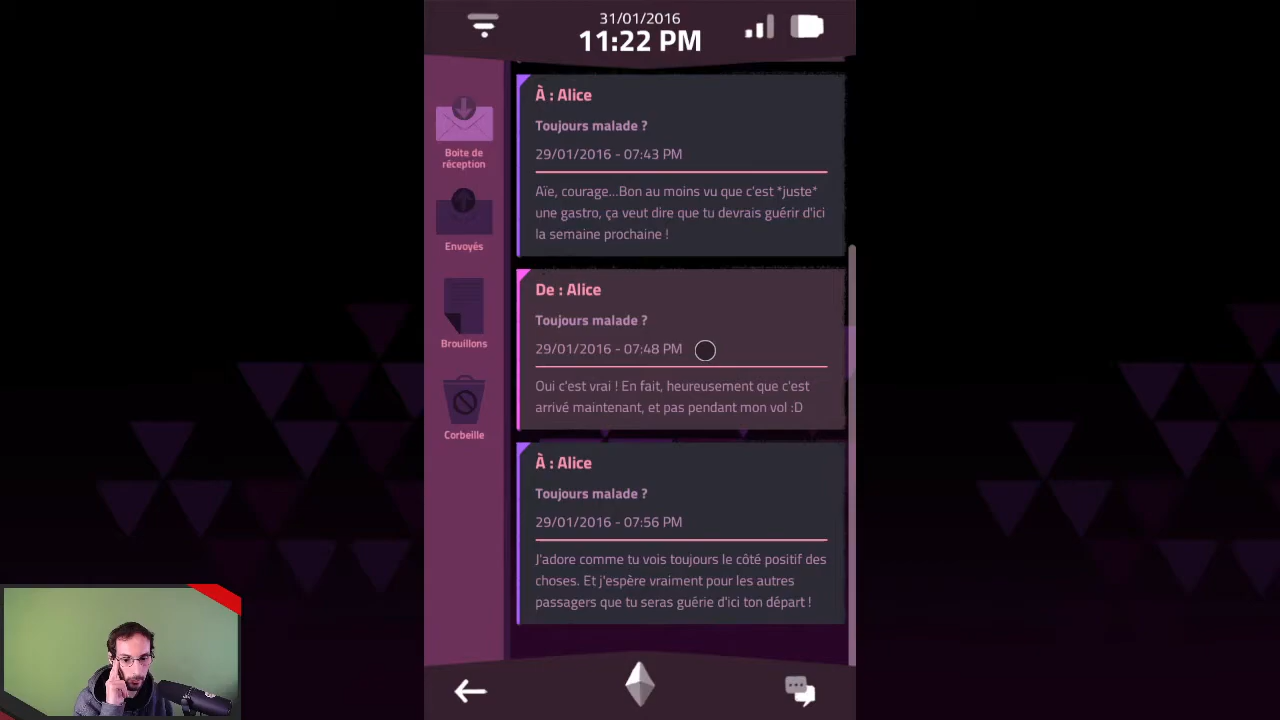 31/01/2016
11:22 PM
Boite de
réception
Envoyés
Brouillons
Corbeille
À : Alice
Toujours malade ?
29/01/2016 - 07:43 PM
Aïe, courage...Bon au moins vu que c'est *juste*
une gastro, ça veut dire que tu devrais guérir d'ici
la semaine prochaine !
De : Alice
Toujours malade ?
29/01/2016 - 07:48 PM
Oui c'est vrai ! En fait, heureusement que c'est
arrivé maintenant, et pas pendant mon vol :D
À : Alice
Toujours malade ?
29/01/2016 - 07:56 PM
J'adore comme tu vois toujours le côté positif des
choses. Et j'espère vraiment pour les autres
passagers que tu seras guérie d'ici ton départ !